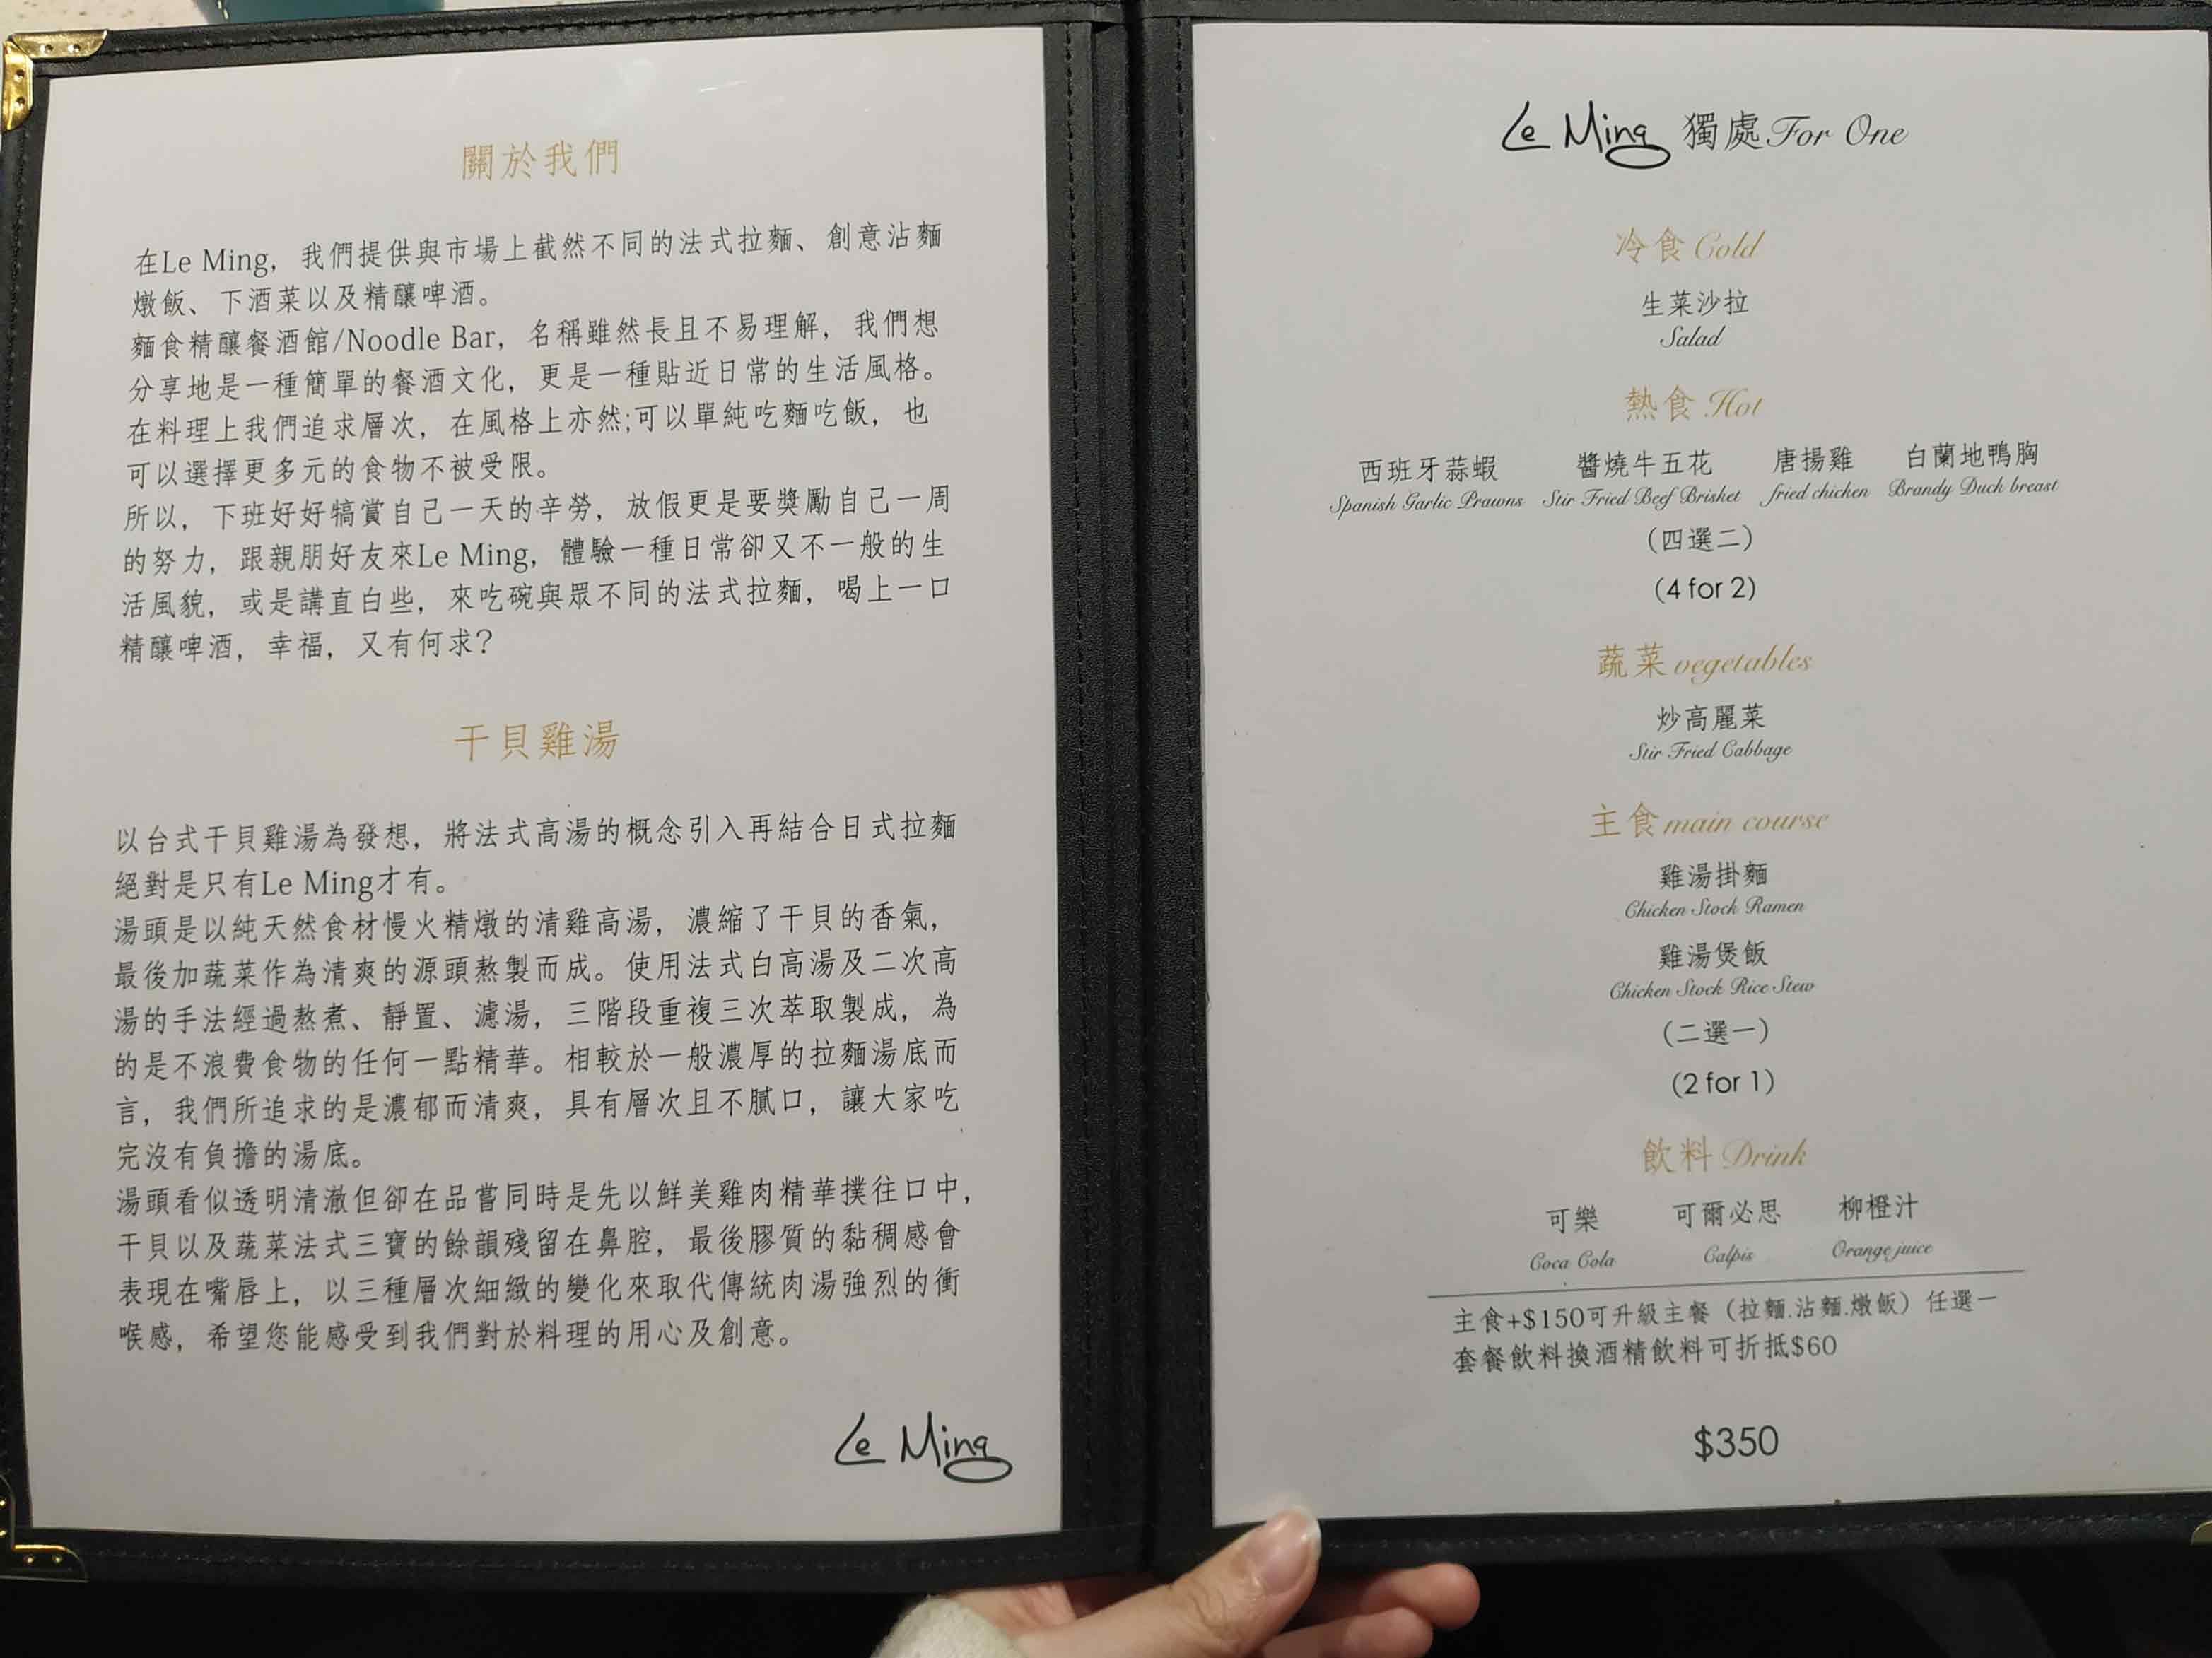 關於我們
在Le Ming，我們提供與市場上截然不同的法式拉麵、創意沾麵
燉飯、下酒菜以及精釀啤酒。
麵食精釀餐酒館/Noodle Bar，名稱雖然長且不易理解，我們想
分享地是一種簡單的餐酒文化，更是一種貼近日常的生活風格。
在料理上我們追求層次，在風格上亦然;可以單純吃麵吃飯，也
可以選擇更多元的食物不被受限。
所以，下班好好犒賞自己一天的辛勞，放假更是要獎勵自己一周
的努力，跟親朋好友來Le Ming，體驗一種日常卻又不一般的生
活風貌，或是講直白些，來吃碗與眾不同的法式拉麵，喝上一口
精釀啤酒，幸福，又有何求?
干貝雞湯
以台式干貝雞湯為發想，將法式高湯的概念引入再結合日式拉麵
絕對是只有Le Ming才有。
湯頭是以純天然食材慢火精燉的清雞高湯，濃縮了干貝的香氣，
最後加蔬菜作為清爽的源頭熬製而成。使用法式白高湯及二次高
湯的手法經過熬煮、靜置、濾湯，三階段重複三次萃取製成，為
的是不浪費食物的任何一點精華。相較於一般濃厚的拉麵湯底而
言，我們所追求的是濃郁而清爽，具有層次且不膩口，讓大家吃
完沒有負擔的湯底。
湯頭看似透明清澈但卻在品嘗同時是先以鮮美雞肉精華撲往口中，
干貝以及蔬菜法式三寶的餘韻殘留在鼻腔，最後膠質的黏稠感會
表現在嘴唇上，以三種層次細緻的變化來取代傳統肉湯強烈的衝
喉感，希望您能感受到我們對於料理的用心及創意。
Le Ming
Le Ming 獨處 For One
冷食 Cold
生菜沙拉
Salad
熱食 Hot
西班牙蒜蝦 醬燒牛五花 唐揚雞 白蘭地鴨胸
Spanish Garlic Prawns Stir Fried Beef Brisket fried chicken Brandy Duck breast
(四選二)
(4 for 2)
蔬菜 vegetables
炒高麗菜
Stir Fried Cabbage
主食 main course
雞湯掛麵
Chicken Stock Ramen
雞湯煲飯
Chicken Stock Rice Stew
(二選一)
(2 for 1)
飲料 Drink
可樂 可爾必思 柳橙汁
Coca Cola Calpis Orange juice
主食+$150可升級主餐（拉麵.沾麵.燉飯）任選一
套餐飲料換酒精飲料可折抵$60
$350